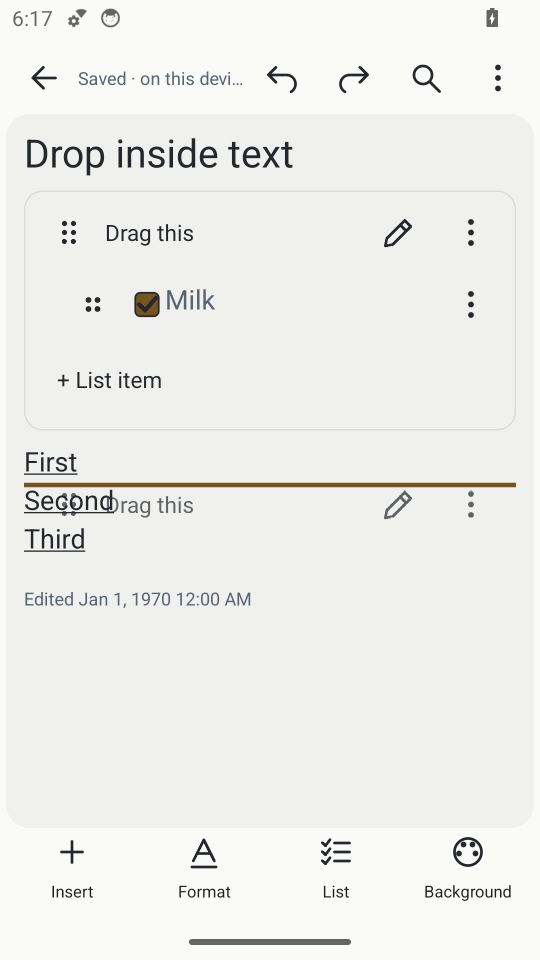 6:17
Saved · on this devi…
Drop inside text
Drag this
Milk
+ List item
First
Second
Drag this
Third
Edited Jan 1, 1970 12:00 AM
Insert
Format
List
Background